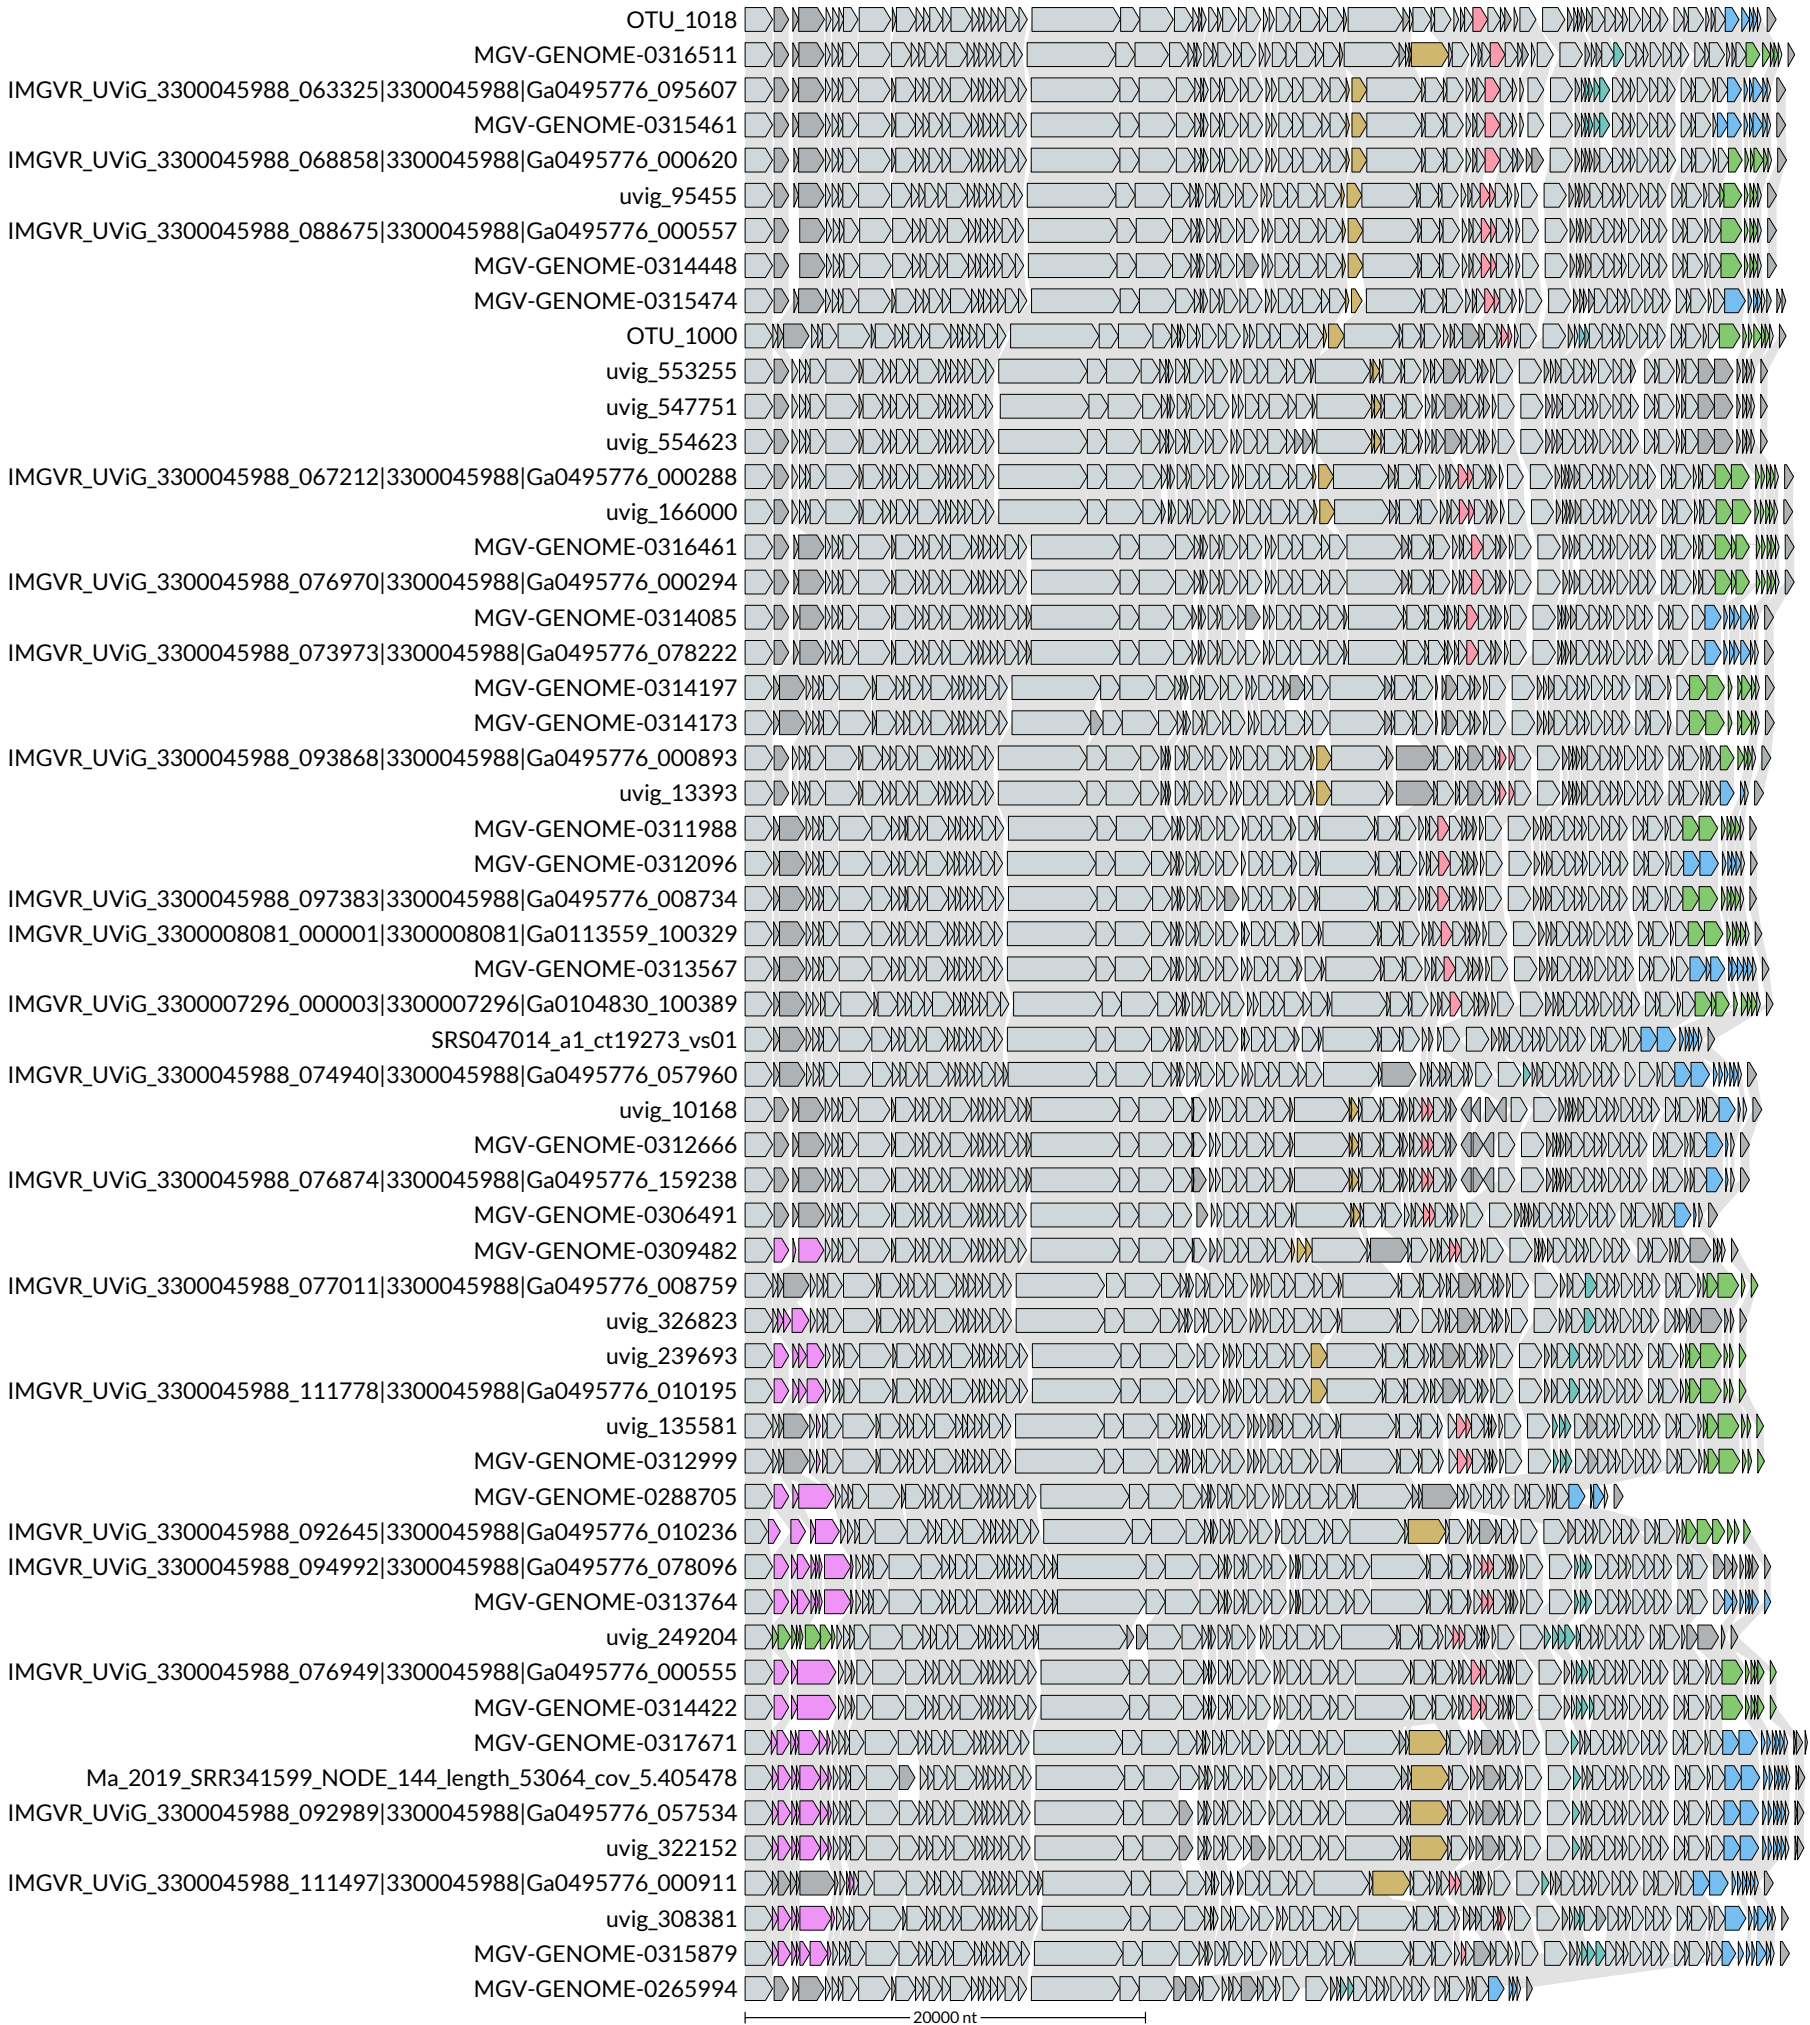 OTU_1018
MGV-GENOME-0316511
IMGVR_UViG_3300045988_063325|3300045988|Ga0495776_095607
MGV-GENOME-0315461
IMGVR_UViG_3300045988_068858|3300045988|Ga0495776_000620
uvig_95455
IMGVR_UViG_3300045988_088675|3300045988|Ga0495776_000557
MGV-GENOME-0314448
MGV-GENOME-0315474
OTU_1000
uvig_553255
uvig_547751
uvig_554623
IMGVR_UViG_3300045988_067212|3300045988|Ga0495776_000288
uvig_166000
MGV-GENOME-0316461
IMGVR_UViG_3300045988_076970|3300045988|Ga0495776_000294
MGV-GENOME-0314085
IMGVR_UViG_3300045988_073973|3300045988|Ga0495776_078222
MGV-GENOME-0314197
MGV-GENOME-0314173
IMGVR_UViG_3300045988_093868|3300045988|Ga0495776_000893
uvig_13393
MGV-GENOME-0311988
MGV-GENOME-0312096
IMGVR_UViG_3300045988_097383|3300045988|Ga0495776_008734
IMGVR_UViG_3300008081_000001|3300008081|Ga0113559_100329
MGV-GENOME-0313567
IMGVR_UViG_3300007296_000003|3300007296|Ga0104830_100389
SRS047014_a1_ct19273_vs01
IMGVR_UViG_3300045988_074940|3300045988|Ga0495776_057960
uvig_10168
MGV-GENOME-0312666
IMGVR_UViG_3300045988_076874|3300045988|Ga0495776_159238
MGV-GENOME-0306491
MGV-GENOME-0309482
IMGVR_UViG_3300045988_077011|3300045988|Ga0495776_008759
uvig_326823
uvig_239693
IMGVR_UViG_3300045988_111778|3300045988|Ga0495776_010195
uvig_135581
MGV-GENOME-0312999
MGV-GENOME-0288705
IMGVR_UViG_3300045988_092645|3300045988|Ga0495776_010236
IMGVR_UViG_3300045988_094992|3300045988|Ga0495776_078096
MGV-GENOME-0313764
uvig_249204
IMGVR_UViG_3300045988_076949|3300045988|Ga0495776_000555
MGV-GENOME-0314422
MGV-GENOME-0317671
Ma_2019_SRR341599_NODE_144_length_53064_cov_5.405478
IMGVR_UViG_3300045988_092989|3300045988|Ga0495776_057534
uvig_322152
IMGVR_UViG_3300045988_111497|3300045988|Ga0495776_000911
uvig_308381
MGV-GENOME-0315879
MGV-GENOME-0265994
20000 nt